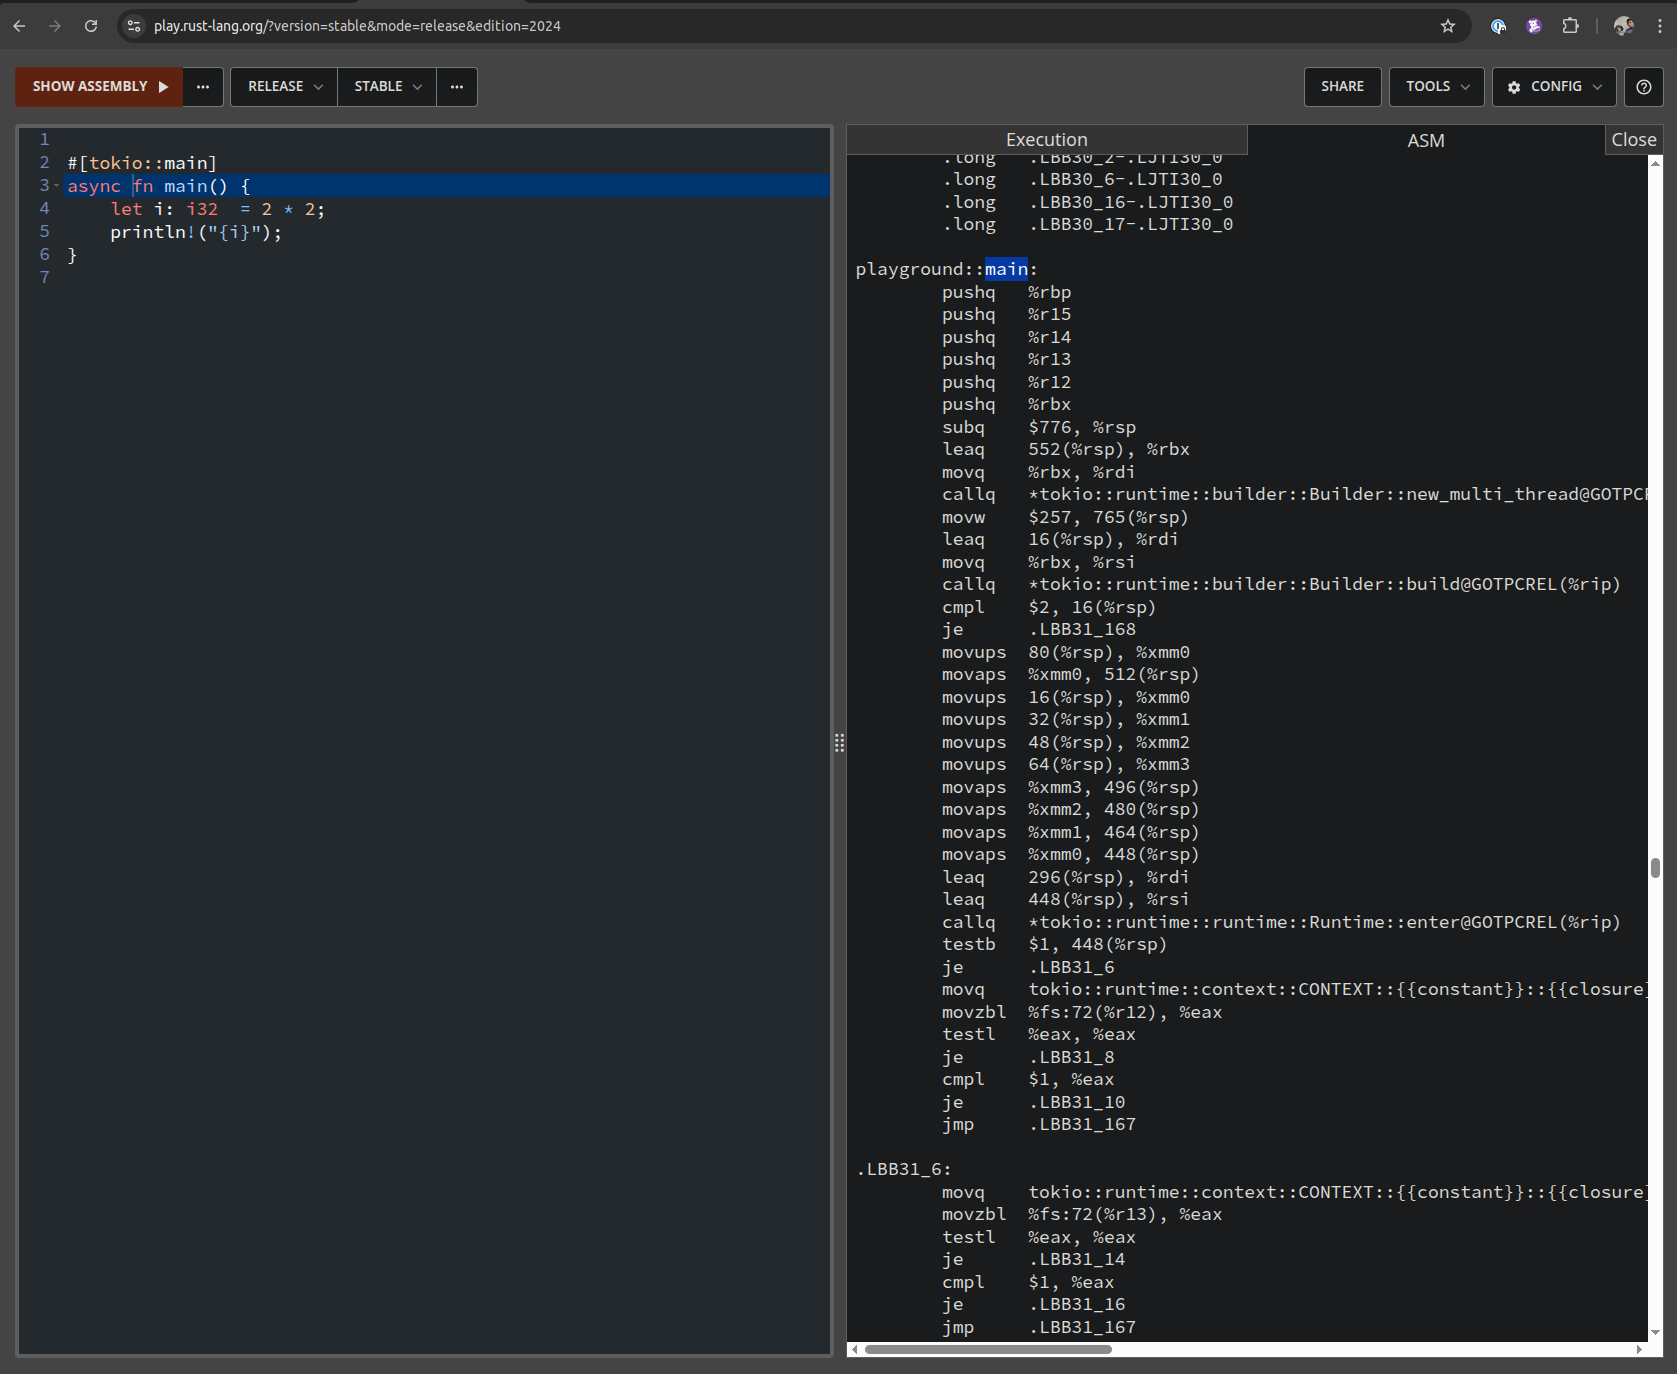 play.rust-lang.org/?version=stable&mode=release&edition=2024
SHOW ASSEMBLY
RELEASE
STABLE
SHARE
TOOLS
CONFIG
1
2 #[tokio::main]
3 async fn main() {
4     let i: i32  = 2 * 2;
5     println!("{i}");
6 }
7
Execution
ASM
Close
.long .LBB30_2-.LJTI30_0
.long .LBB30_6-.LJTI30_0
.long .LBB30_16-.LJTI30_0
.long .LBB30_17-.LJTI30_0
playground::main:
pushq %rbp
pushq %r15
pushq %r14
pushq %r13
pushq %r12
pushq %rbx
subq $776, %rsp
leaq 552(%rsp), %rbx
movq %rbx, %rdi
callq *tokio::runtime::builder::Builder::new_multi_thread@GOTPC
movw $257, 765(%rsp)
leaq 16(%rsp), %rdi
movq %rbx, %rsi
callq *tokio::runtime::builder::Builder::build@GOTPCREL(%rip)
cmpl $2, 16(%rsp)
je .LBB31_168
movups 80(%rsp), %xmm0
movaps %xmm0, 512(%rsp)
movups 16(%rsp), %xmm0
movups 32(%rsp), %xmm1
movups 48(%rsp), %xmm2
movups 64(%rsp), %xmm3
movaps %xmm3, 496(%rsp)
movaps %xmm2, 480(%rsp)
movaps %xmm1, 464(%rsp)
movaps %xmm0, 448(%rsp)
leaq 296(%rsp), %rdi
leaq 448(%rsp), %rsi
callq *tokio::runtime::runtime::Runtime::enter@GOTPCREL(%rip)
testb $1, 448(%rsp)
je .LBB31_6
movq tokio::runtime::context::CONTEXT::{{constant}}::{{closure}
movzbl %fs:72(%r12), %eax
testl %eax, %eax
je .LBB31_8
cmpl $1, %eax
je .LBB31_10
jmp .LBB31_167
.LBB31_6:
movq tokio::runtime::context::CONTEXT::{{constant}}::{{closure}
movzbl %fs:72(%r13), %eax
testl %eax, %eax
je .LBB31_14
cmpl $1, %eax
je .LBB31_16
jmp .LBB31_167